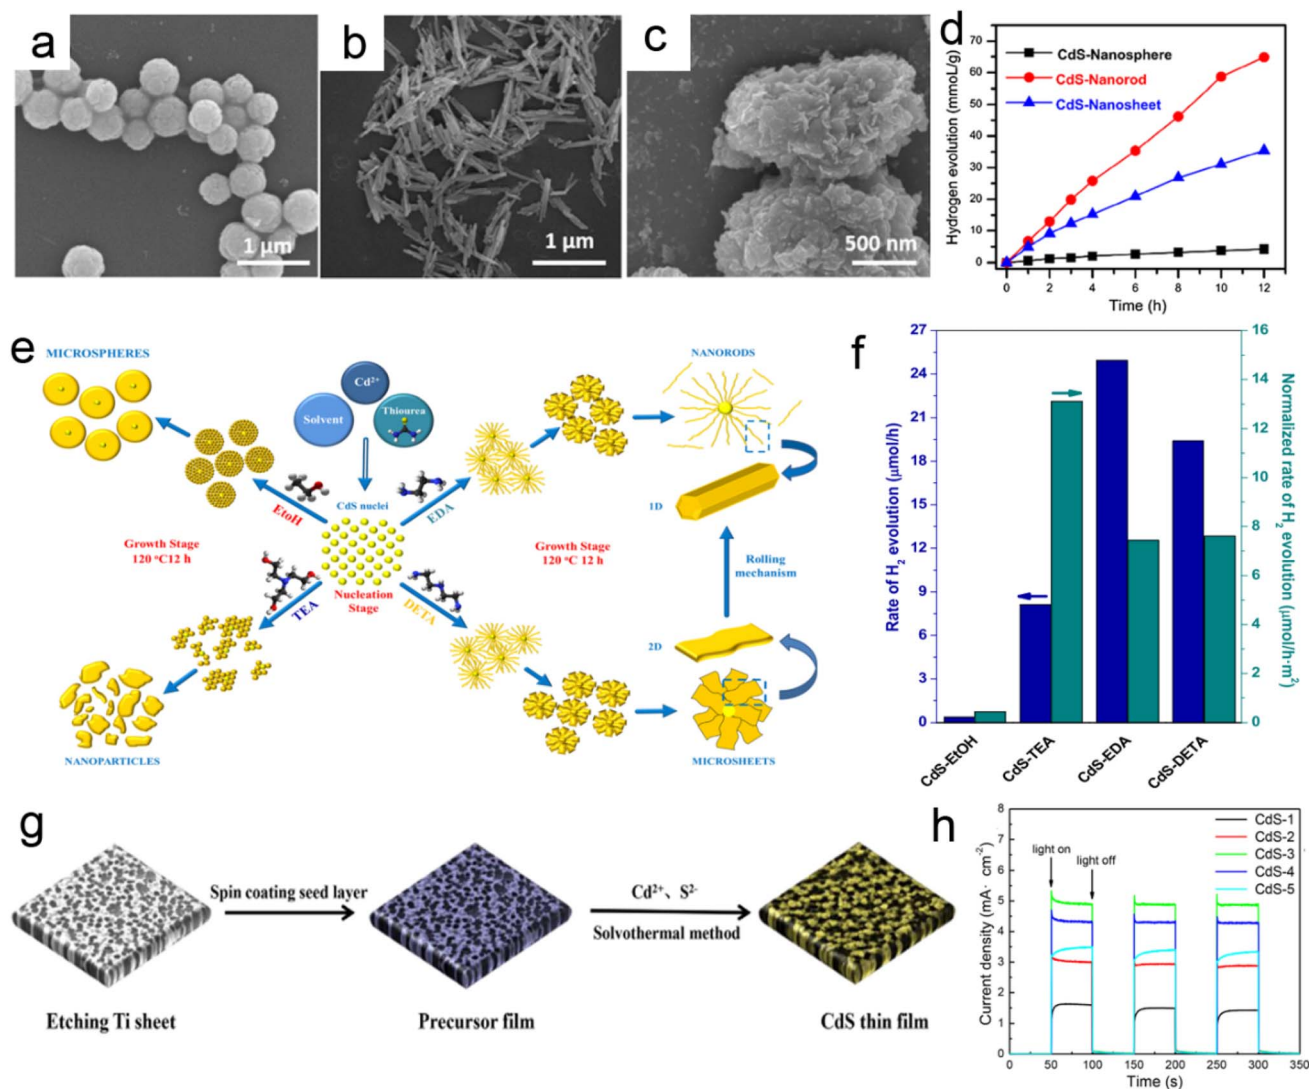 a
1 μm
b
1 μm
c
500 nm
d
Hydrogen evolution (mmoL/g)
75
70
60
50
40
30
20
10
0
CdS-Nanosphere
CdS-Nanorod
CdS-Nanosheet
0 2 4 6 8 10 12
Time (h)
e
MICROSPHERES
Solvent
Cd²⁺
Thiourea
NANORODS
CdS nuclei
EtoH
EDA
1D
Growth Stage
120 °C12 h
Growth Stage
120 °C 12 h
Rolling
mechanism
Nucleation
Stage
TEA
DETA
2D
NANOPARTICLES
MICROSHEETS
f
Rate of H₂ evolution (μmol/h)
27
24
21
18
15
12
9
6
3
0
16
14
12
10
8
6
4
2
0
Normalized rate of H₂ evolution (μmol/h·m²)
CdS-EtOH
CdS-TEA
CdS-EDA
CdS-DETA
g
Spin coating seed layer
Cd²⁺、S²⁻
Solvothermal method
Etching Ti sheet
Precursor film
CdS thin film
h
Current density (mA· cm⁻²)
8
7
6
5
4
3
2
1
0
light on
light off
CdS-1
CdS-2
CdS-3
CdS-4
CdS-5
0 50 100 150 200 250 300 350
Time (s)